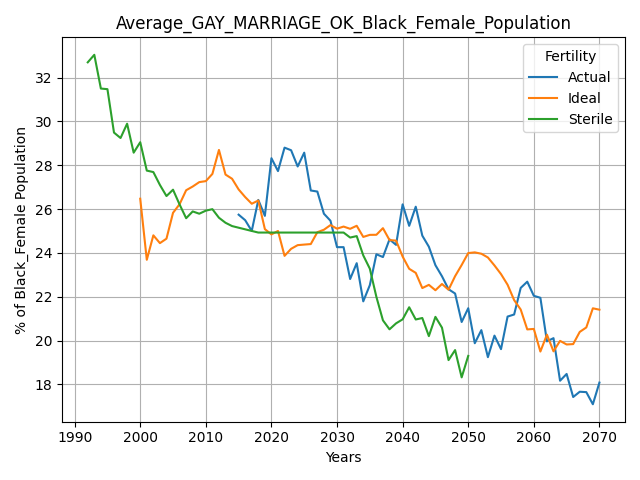 Average_GAY_MARRIAGE_OK_Black_Female_Population
Fertility
Actual
Ideal
Sterile
% of Black_Female Population
32
30
28
26
24
22
20
18
1990
2000
2010
2020
2030
2040
2050
2060
2070
Years